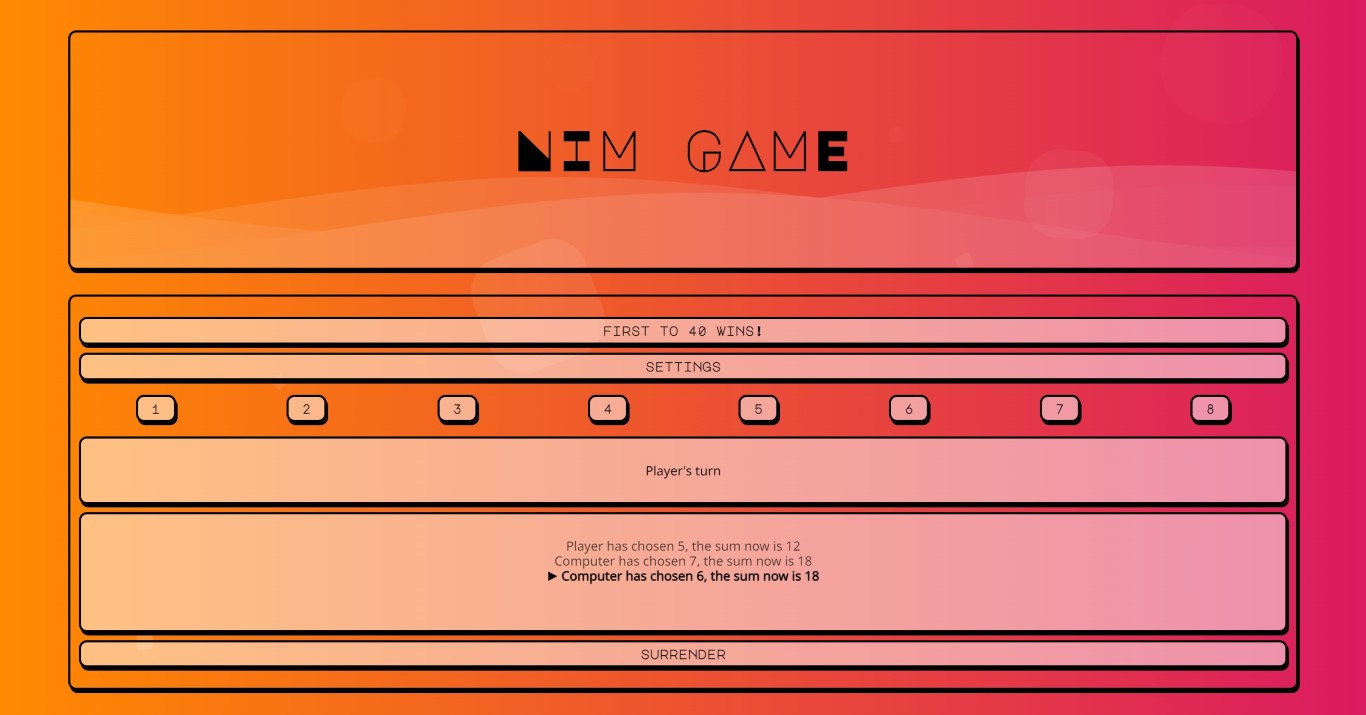 NIM GAME
FIRST TO 40 WINS!
SETTINGS
1 2 3 4 5 6 7 8
Player's turn
Player has chosen 5, the sum now is 12
Computer has chosen 7, the sum now is 18
► Computer has chosen 6, the sum now is 18
SURRENDER